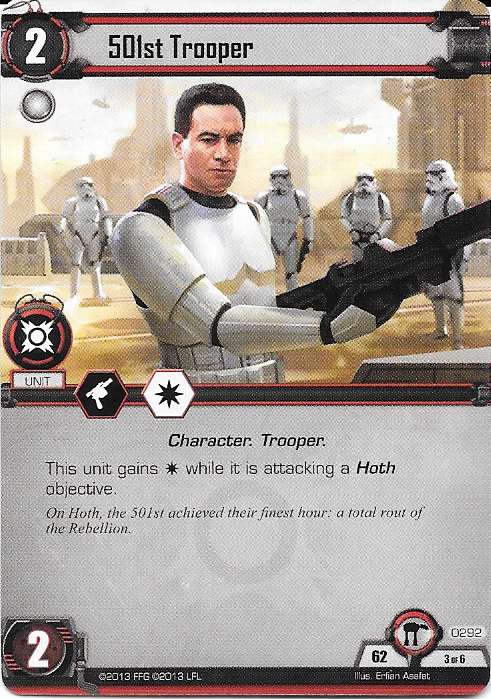 2
501st Trooper
UNIT
Character. Trooper.
This unit gains ✷ while it is attacking a Hoth
objective.
On Hoth, the 501st achieved their finest hour: a total rout of
the Rebellion.
2
0292
62
3 OF 6
©2013 FFG ©2013 LFL
Illus. Erfian Asafat